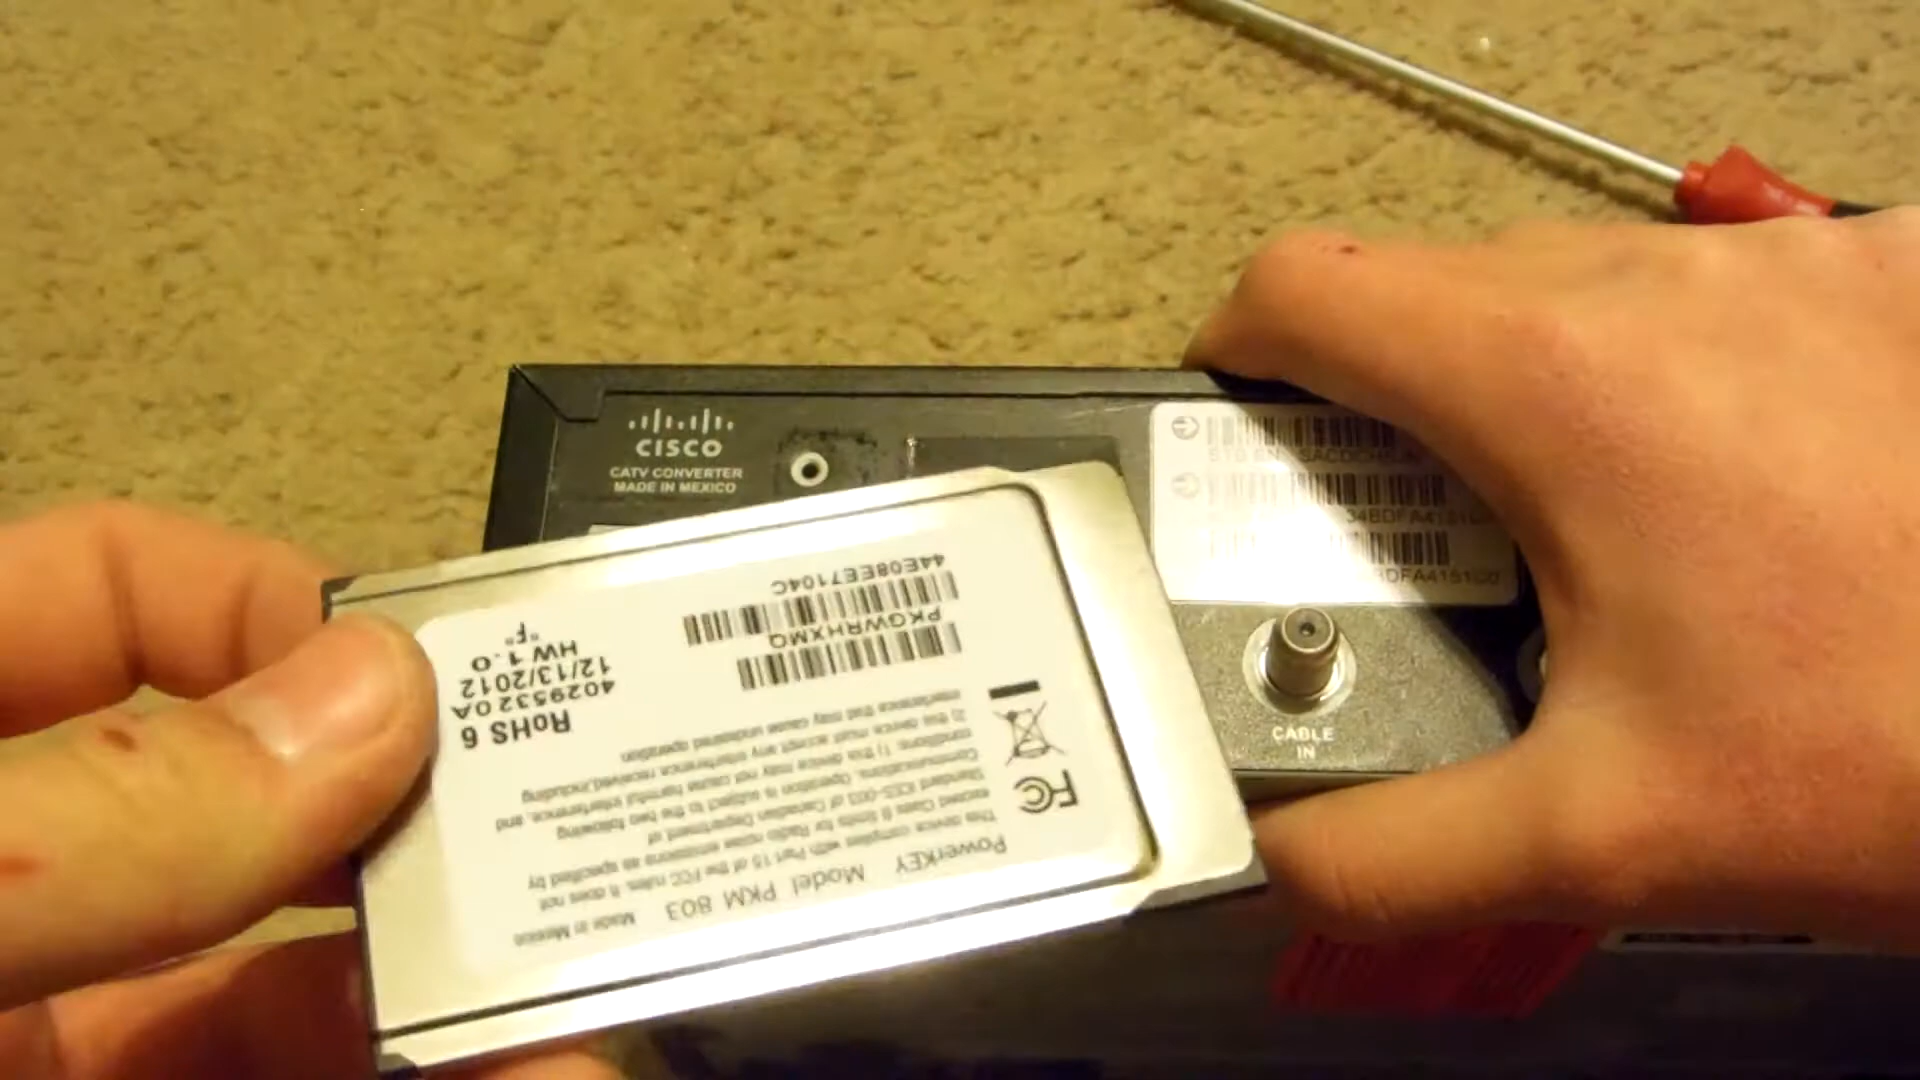 CISCO
CATV CONVERTER
MADE IN MEXICO
34BDFA4151
CABLE
IN
PowerKEY Model PKM 803 Made in Mexico
This device complies with Part 15 of the FCC rules. It does not
exceed Class B limits for Radio noise emissions as specified by
Standard ICES-003 of Canadian Department of
Communications. Operation is subject to the two following
conditions: 1) this device may not cause harmful interference, and
2) this device must accept any interference received,including
interference that may cause undesired operation
FC
RoHS 6
4029532 0A
12/13/2012
HW 1.0
"F"
PKGWRHXMQ
44E08EE7104C